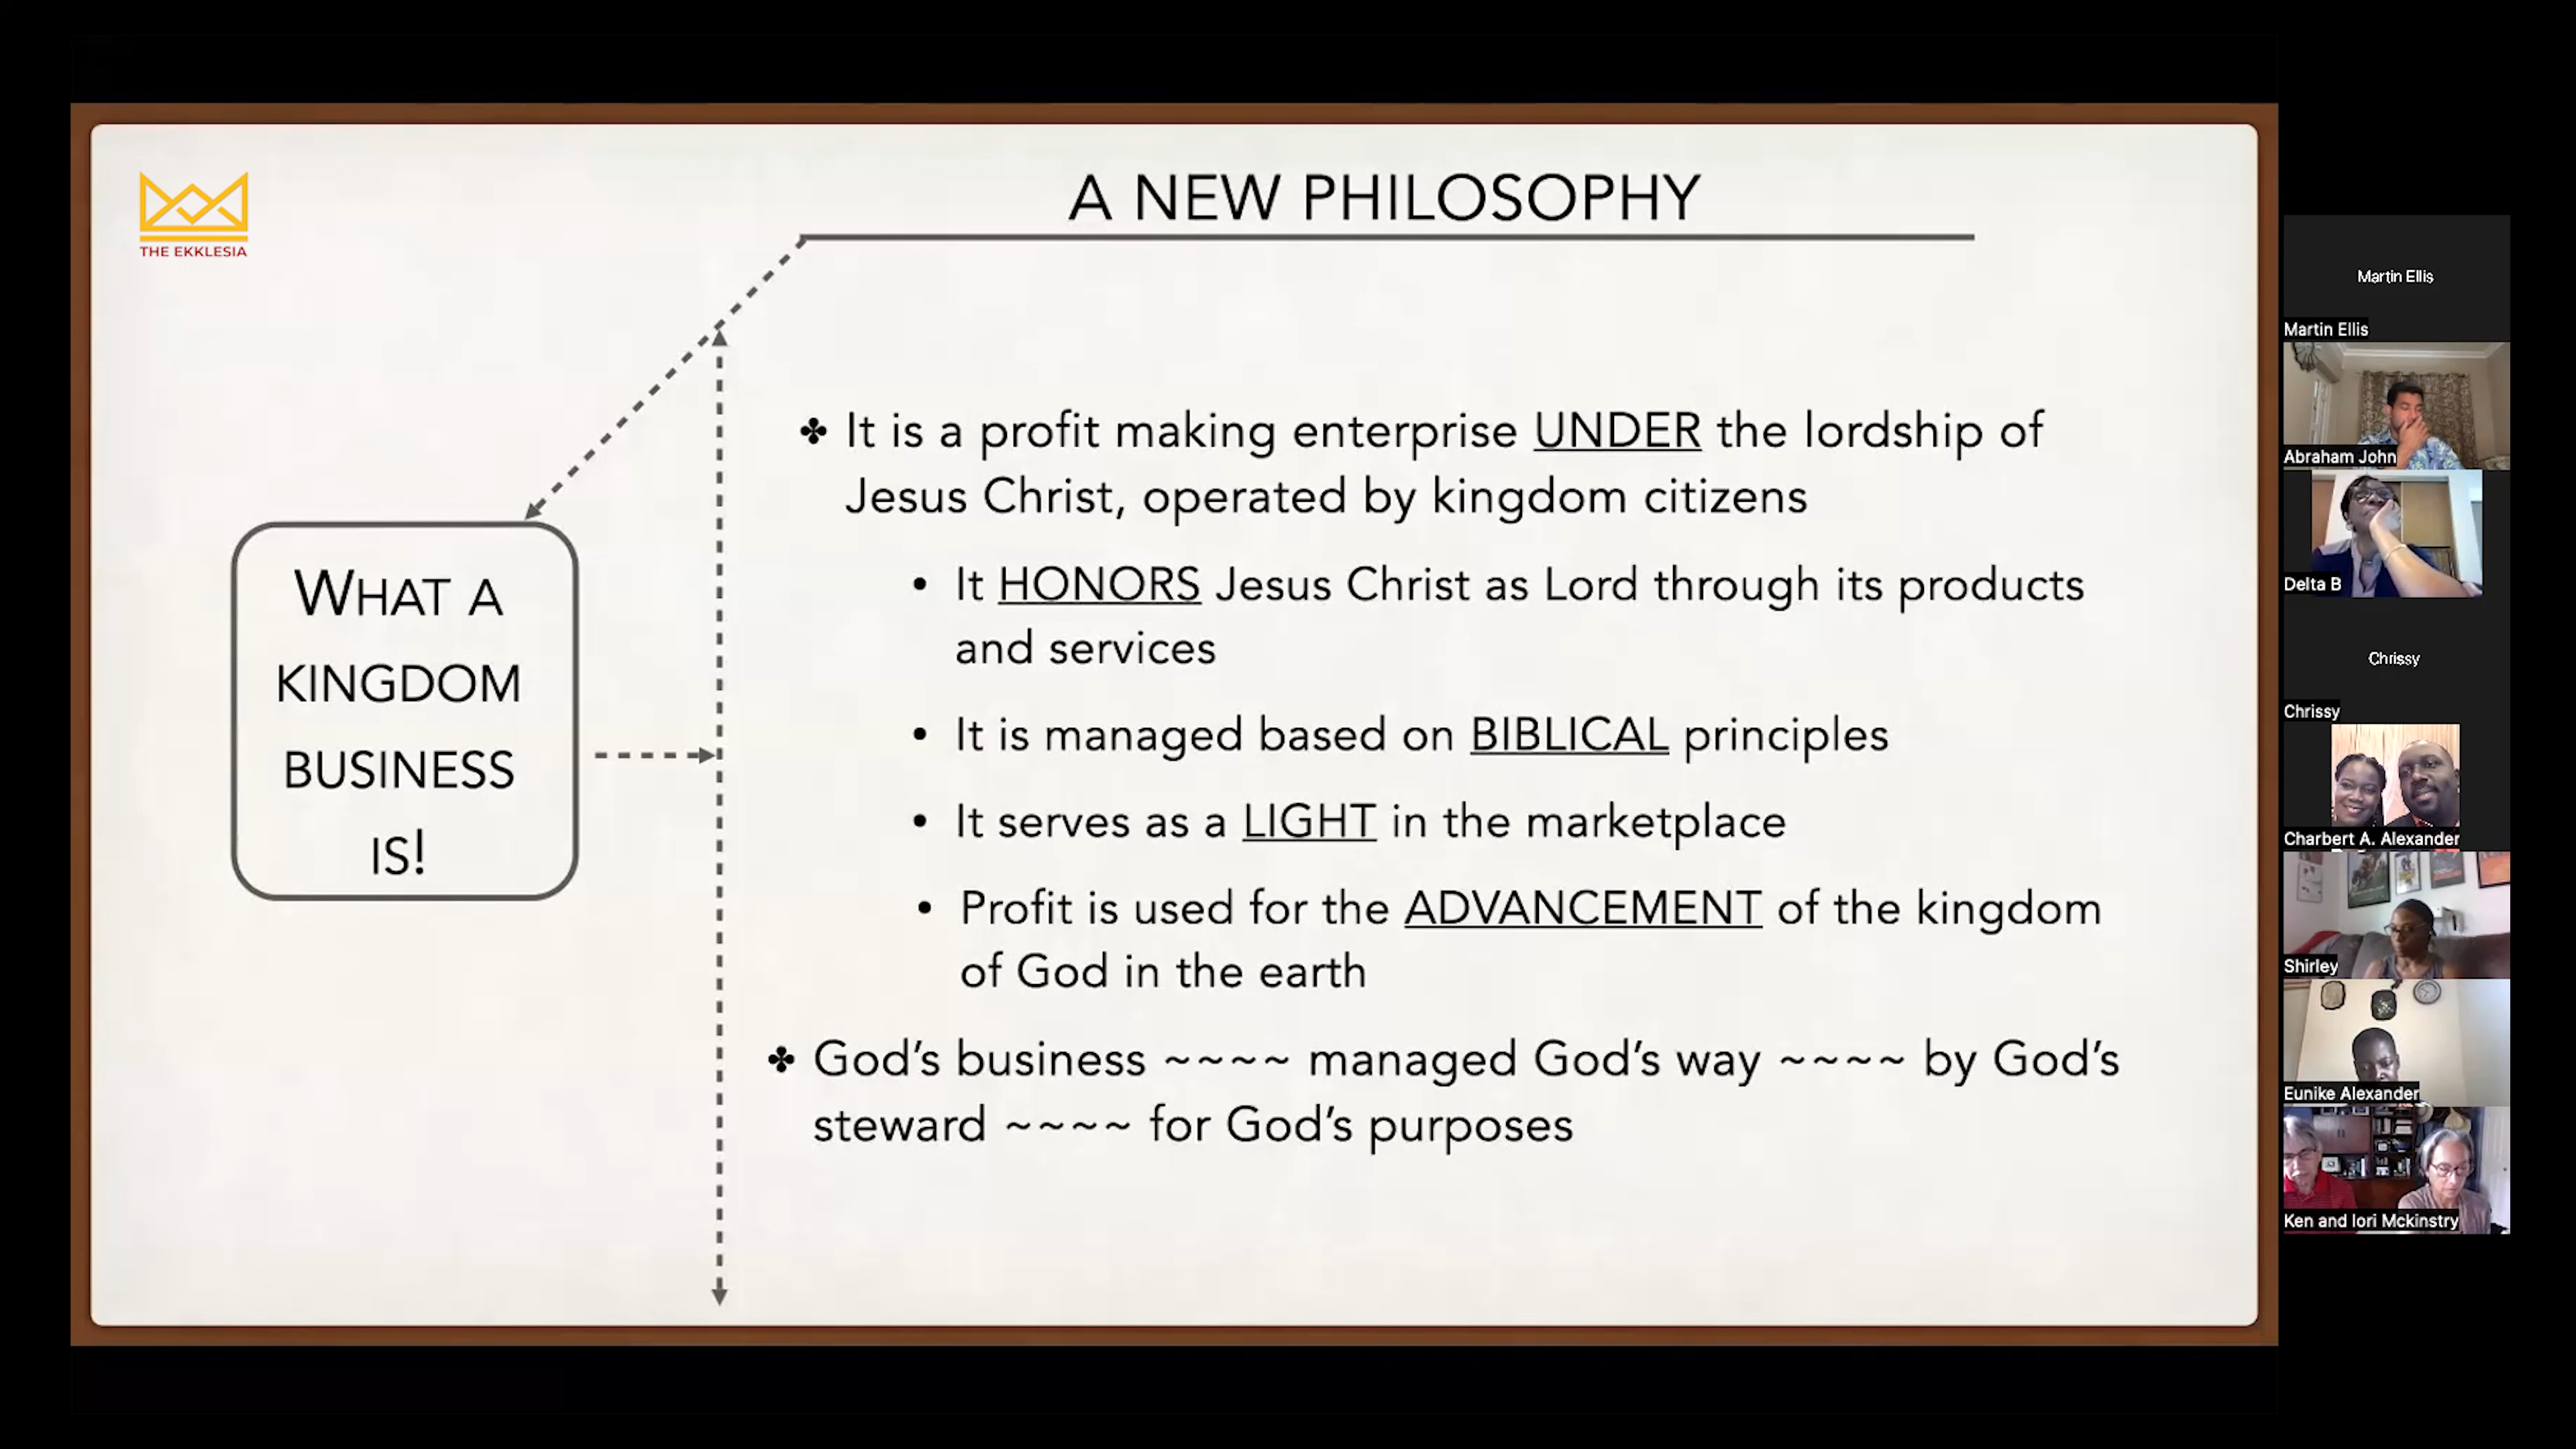 THE EKKLESIA
A NEW PHILOSOPHY
WHAT A
KINGDOM
BUSINESS
IS!
✤ It is a profit making enterprise UNDER the lordship of
Jesus Christ, operated by kingdom citizens
• It HONORS Jesus Christ as Lord through its products
and services
• It is managed based on BIBLICAL principles
• It serves as a LIGHT in the marketplace
• Profit is used for the ADVANCEMENT of the kingdom
of God in the earth
✤ God’s business ~~~~ managed God’s way ~~~~ by God’s
steward ~~~~ for God’s purposes
Martin Ellis
Martin Ellis
Abraham John
Delta B
Chrissy
Chrissy
Charbert A. Alexander
Shirley
Eunike Alexander
Ken and lori Mckinstry